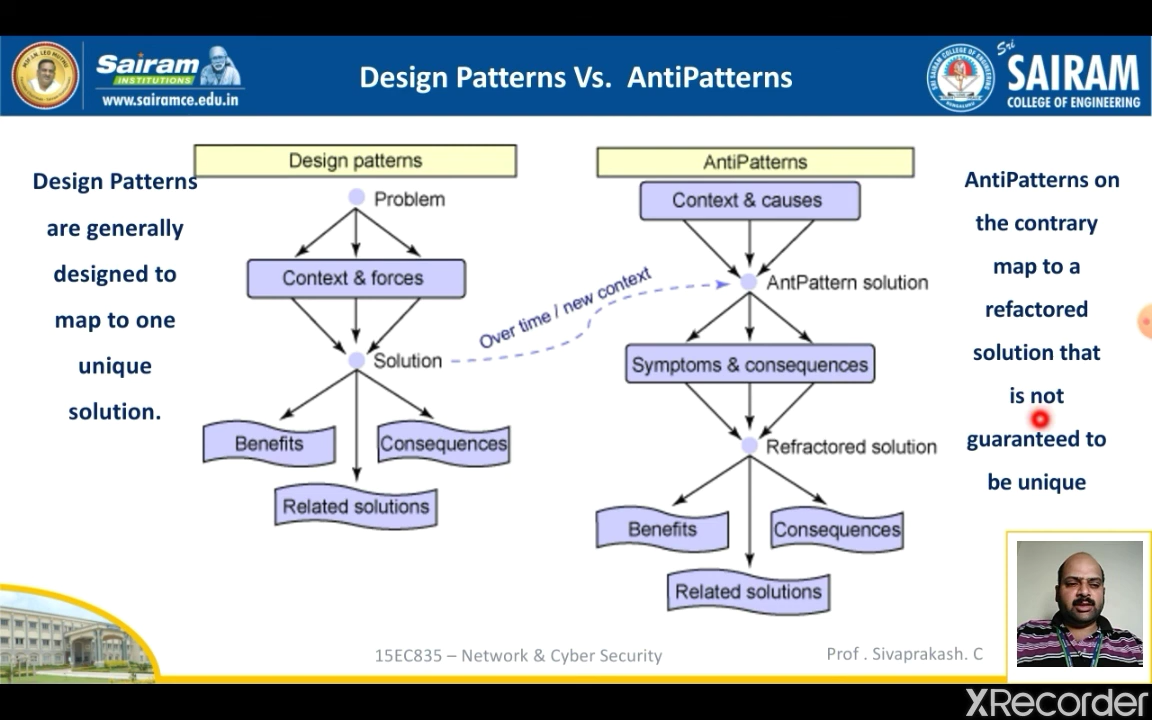 Sairam
INSTITUTIONS
www.sairamce.edu.in
Design Patterns Vs. AntiPatterns
Sri
SAIRAM
COLLEGE OF ENGINEERING
Design Patterns
are generally
designed to
map to one
unique
solution.
Design patterns
Problem
Context & forces
Solution
Benefits
Consequences
Related solutions
Over time / new context
AntiPatterns
Context & causes
AntPattern solution
Symptoms & consequences
Refractored solution
Benefits
Consequences
Related solutions
AntiPatterns on
the contrary
map to a
refactored
solution that
is not
guaranteed to
be unique
15EC835 – Network & Cyber Security
Prof . Sivaprakash. C
XRecorder